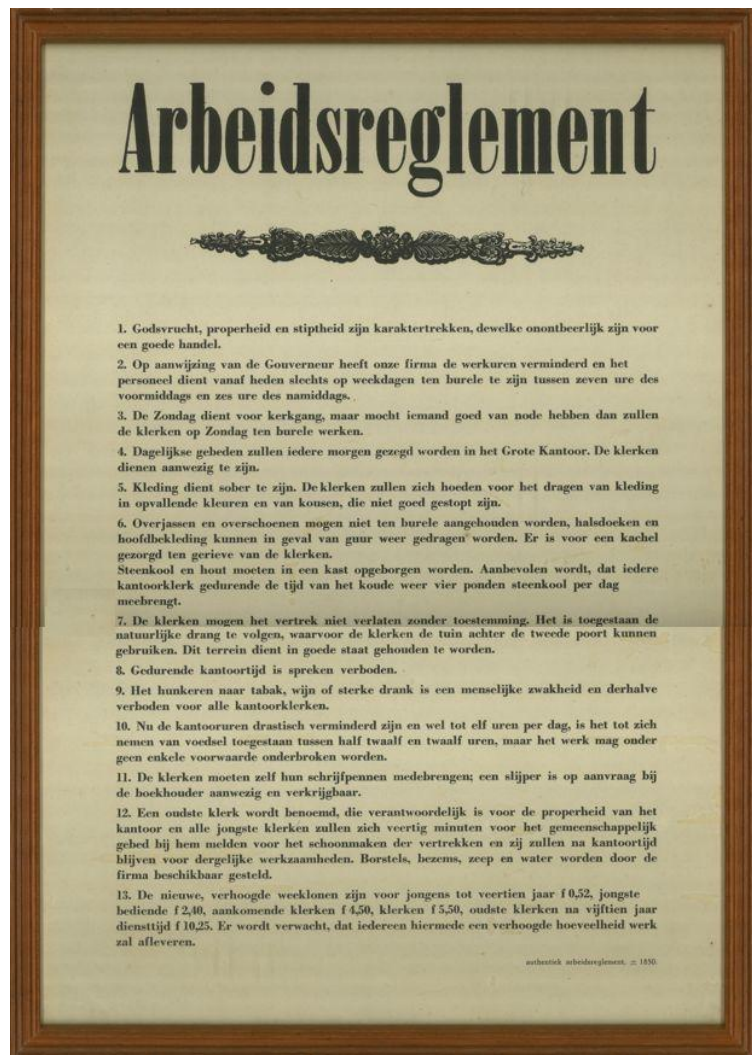 Arbeidsreglement
1. Godsvrucht, properheid en stiptheid zijn karaktertrekken, dewelke onontbeerlijk zijn voor
een goede handel.
2. Op aanwijzing van de Gouverneur heeft onze firma de werkuren verminderd en het
personeel dient vanaf heden slechts op weekdagen ten burele te zijn tussen zeven ure des
voormiddags en zes ure des namiddags.
3. De Zondag dient voor kerkgang, maar mocht iemand goed van node hebben dan zullen
de klerken op Zondag ten burele werken.
4. Dagelijkse gebeden zullen iedere morgen gezegd worden in het Grote Kantoor. De klerken
dienen aanwezig te zijn.
5. Kleding dient sober te zijn. De klerken zullen zich hoeden voor het dragen van kleding
in opvallende kleuren en van kousen, die niet goed gestopt zijn.
6. Overjassen en overschoenen mogen niet ten burele aangehouden worden, halsdoeken en
hoofdbekleding kunnen in geval van guur weer gedragen worden. Er is voor een kachel
gezorgd ten gerieve van de klerken.
Steenkool en hout moeten in een kast opgeborgen worden. Aanbevolen wordt, dat iedere
kantoorklerk gedurende de tijd van het koude weer vier ponden steenkool per dag
meebrengt.
7. De klerken mogen het vertrek niet verlaten zonder toestemming. Het is toegestaan de
natuurlijke drang te volgen, waarvoor de klerken de tuin achter de tweede poort kunnen
gebruiken. Dit terrein dient in goede staat gehouden te worden.
8. Gedurende kantoortijd is spreken verboden.
9. Het hunkeren naar tabak, wijn of sterke drank is een menselijke zwakheid en derhalve
verboden voor alle kantoorklerken.
10. Nu de kantooruren drastisch verminderd zijn en wel tot elf uren per dag, is het tot zich
nemen van voedsel toegestaan tussen half twaalf en twaalf uren, maar het werk mag onder
geen enkele voorwaarde onderbroken worden.
11. De klerken moeten zelf hun schrijfpennen medebrengen; een slijper is op aanvraag bij
de boekhouder aanwezig en verkrijgbaar.
12. Een oudste klerk wordt benoemd, die verantwoordelijk is voor de properheid van het
kantoor en alle jongste klerken zullen zich veertig minuten voor het gemeenschappelijk
gebed bij hem melden voor het schoonmaken der vertrekken en zij zullen na kantoortijd
blijven voor dergelijke werkzaamheden. Borstels, bezems, zeep en water worden door de
firma beschikbaar gesteld.
13. De nieuwe, verhoogde weeklonen zijn voor jongens tot veertien jaar f 0,52, jongste
bediende f 2,40, aankomende klerken f 4,50, klerken f 5,50, oudste klerken na vijftien jaar
diensttijd f 10,25. Er wordt verwacht, dat iedereen hiermede een verhoogde hoeveelheid werk
zal afleveren.
authentiek arbeidsreglement, ± 1850.